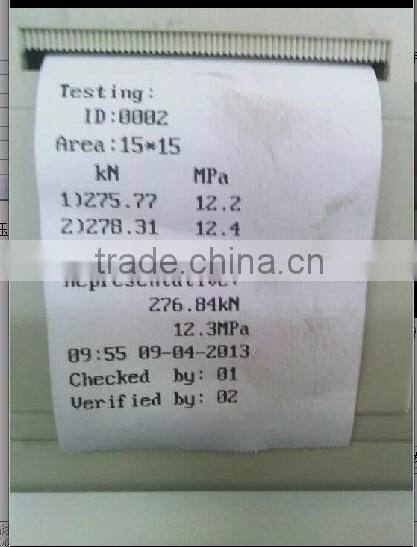 Testing:
ID:0002
Area:15*15
kN MPa
1)275.77 12.2
2)278.31 12.4
trade.china.cn
Representative:
276.84kN
12.3MPa
09:55 09-04-2013
Checked by: 01
Verified by: 02